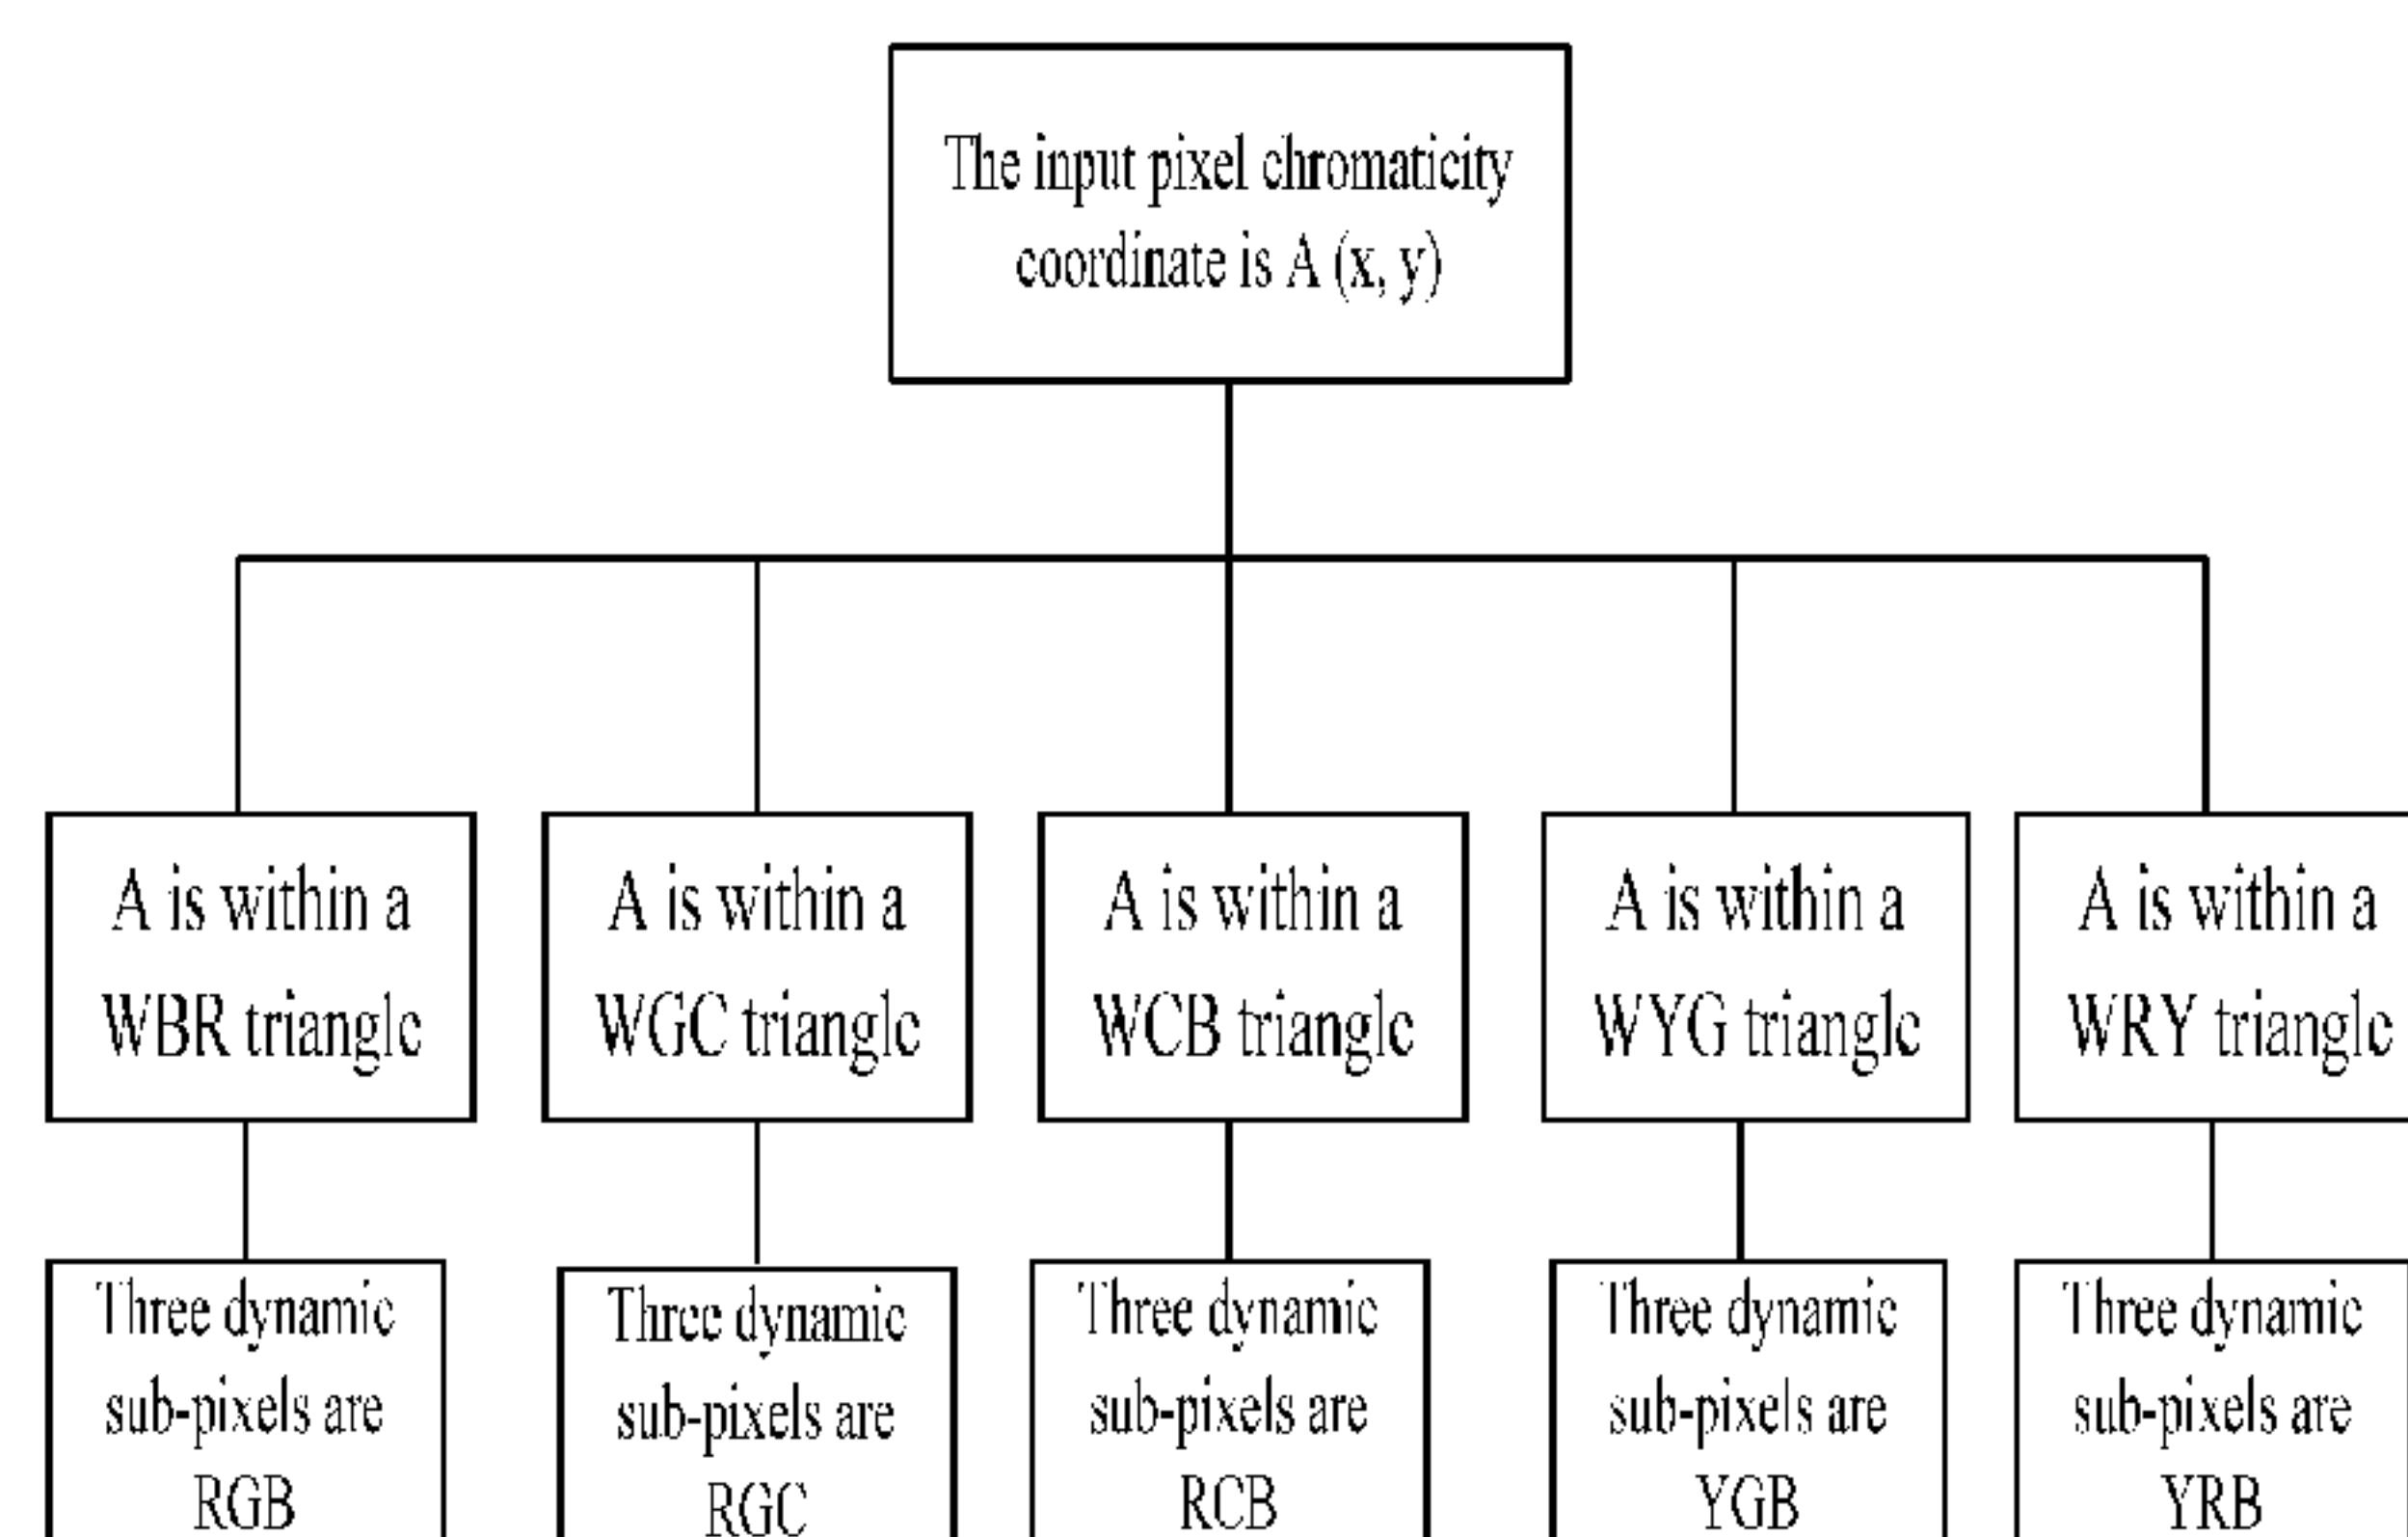 The input pixel chromaticity
coordinate is A (x, y)
A is within a
WBR triangle
A is within a
WGC triangle
A is within a
WCB triangle
A is within a
WYG triangle
A is within a
WRY triangle
Three dynamic
sub-pixels are
RGB
Three dynamic
sub-pixels are
RGC
Three dynamic
sub-pixels are
RCB
Three dynamic
sub-pixels are
YGB
Three dynamic
sub-pixels are
YRB